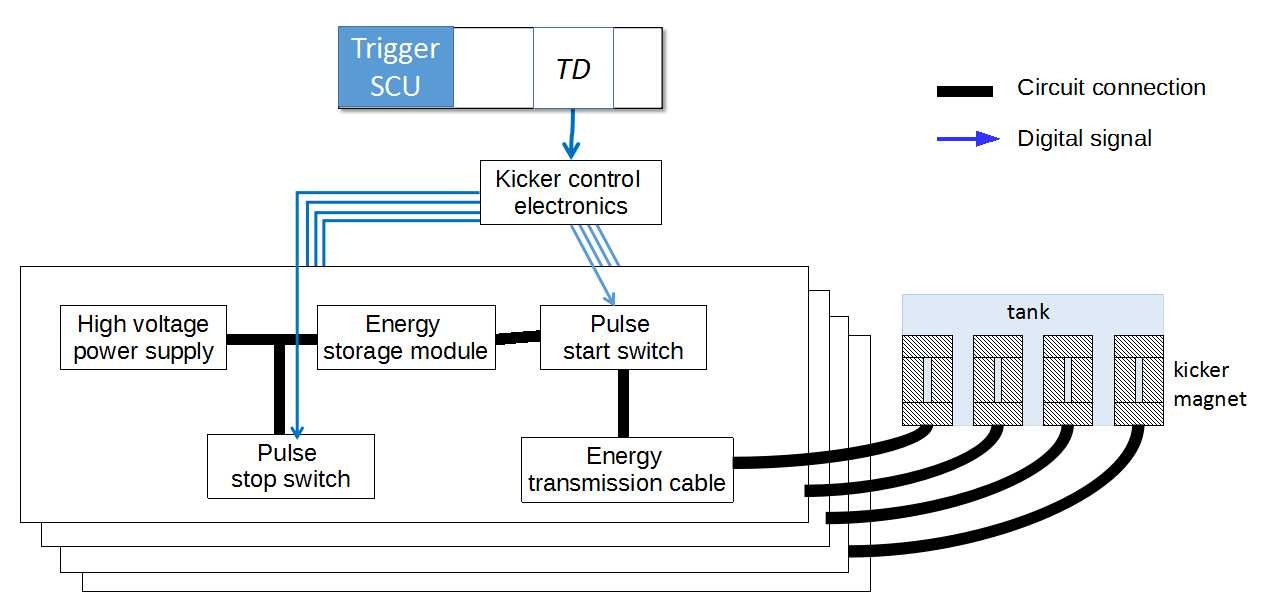 Trigger
SCU
TD
Circuit connection
Digital signal
Kicker control
electronics
High voltage
power supply
Energy
storage module
Pulse
start switch
tank
kicker
magnet
Pulse
stop switch
Energy
transmission cable